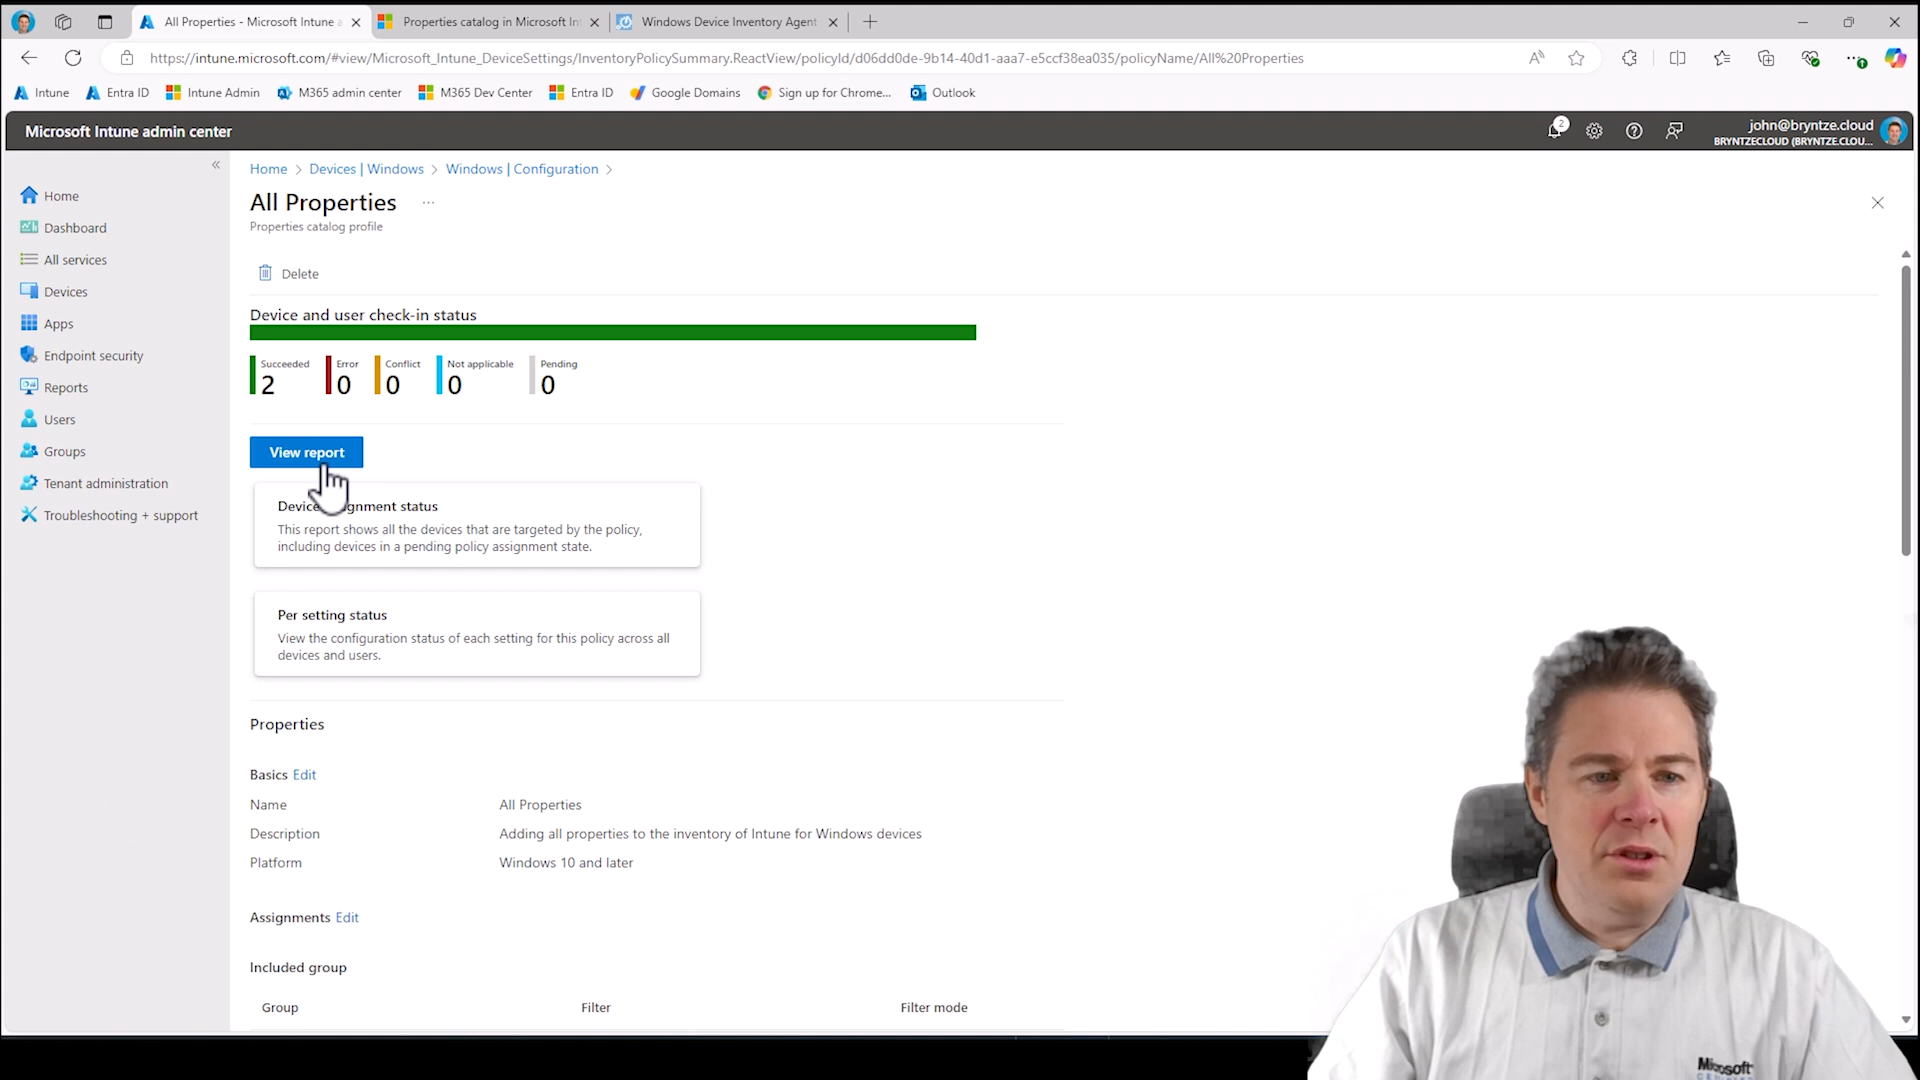 All Properties - Microsoft Intune a
Properties catalog in Microsoft In
Windows Device Inventory Agent
https://intune.microsoft.com/#view/Microsoft_Intune_DeviceSettings/InventoryPolicySummary.ReactView/policyId/d06dd0de-9b14-40d1-aaa7-e5ccf38ea035/policyName/All%20Properties
Intune
Entra ID
Intune Admin
M365 admin center
M365 Dev Center
Entra ID
Google Domains
Sign up for Chrome...
Outlook
Microsoft Intune admin center
2
john@bryntze.cloud
BRYNTZECLOUD (BRYNTZE.CLOU...
Home
Dashboard
All services
Devices
Apps
Endpoint security
Reports
Users
Groups
Tenant administration
Troubleshooting + support
Home > Devices | Windows > Windows | Configuration >
All Properties ...
Properties catalog profile
Delete
Device and user check-in status
Succeeded
2
Error
0
Conflict
0
Not applicable
0
Pending
0
View report
Device gnment status
This report shows all the devices that are targeted by the policy,
including devices in a pending policy assignment state.
Per setting status
View the configuration status of each setting for this policy across all
devices and users.
Properties
Basics Edit
Name All Properties
Description Adding all properties to the inventory of Intune for Windows devices
Platform Windows 10 and later
Assignments Edit
Included group
Group Filter Filter mode
Microsoft